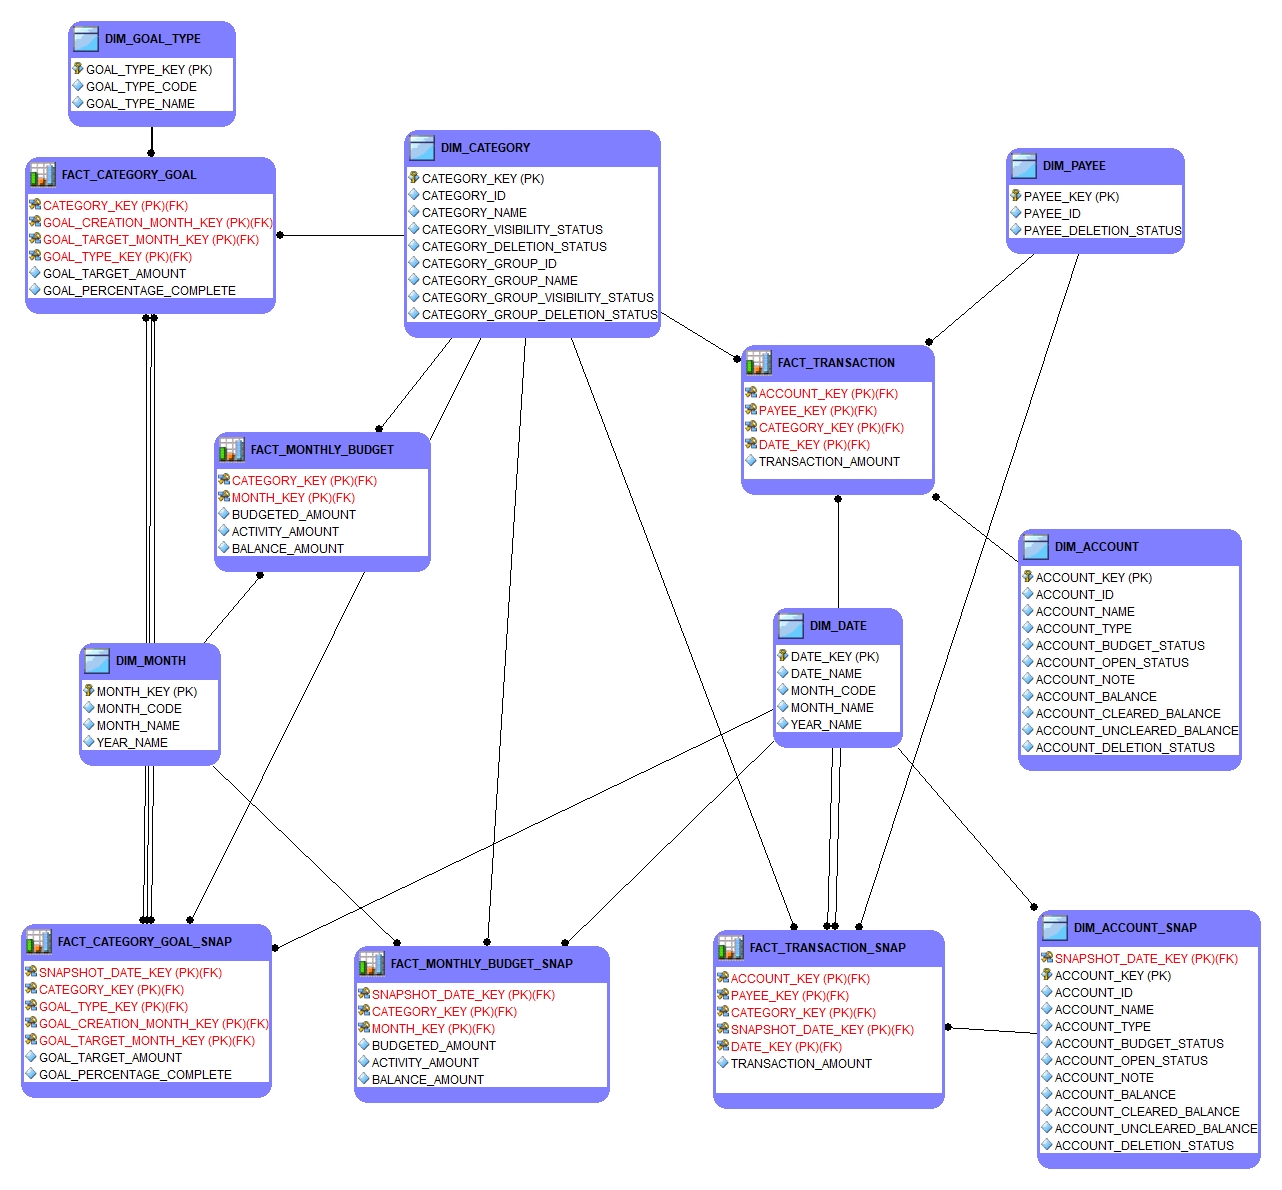 DIM_GOAL_TYPE
GOAL_TYPE_KEY (PK)
GOAL_TYPE_CODE
GOAL_TYPE_NAME
FACT_CATEGORY_GOAL
CATEGORY_KEY (PK)(FK)
GOAL_CREATION_MONTH_KEY (PK)(FK)
GOAL_TARGET_MONTH_KEY (PK)(FK)
GOAL_TYPE_KEY (PK)(FK)
GOAL_TARGET_AMOUNT
GOAL_PERCENTAGE_COMPLETE
DIM_CATEGORY
CATEGORY_KEY (PK)
CATEGORY_ID
CATEGORY_NAME
CATEGORY_VISIBILITY_STATUS
CATEGORY_DELETION_STATUS
CATEGORY_GROUP_ID
CATEGORY_GROUP_NAME
CATEGORY_GROUP_VISIBILITY_STATUS
CATEGORY_GROUP_DELETION_STATUS
DIM_PAYEE
PAYEE_KEY (PK)
PAYEE_ID
PAYEE_DELETION_STATUS
FACT_TRANSACTION
ACCOUNT_KEY (PK)(FK)
PAYEE_KEY (PK)(FK)
CATEGORY_KEY (PK)(FK)
DATE_KEY (PK)(FK)
TRANSACTION_AMOUNT
FACT_MONTHLY_BUDGET
CATEGORY_KEY (PK)(FK)
MONTH_KEY (PK)(FK)
BUDGETED_AMOUNT
ACTIVITY_AMOUNT
BALANCE_AMOUNT
DIM_ACCOUNT
ACCOUNT_KEY (PK)
ACCOUNT_ID
ACCOUNT_NAME
ACCOUNT_TYPE
ACCOUNT_BUDGET_STATUS
ACCOUNT_OPEN_STATUS
ACCOUNT_NOTE
ACCOUNT_BALANCE
ACCOUNT_CLEARED_BALANCE
ACCOUNT_UNCLEARED_BALANCE
ACCOUNT_DELETION_STATUS
DIM_MONTH
MONTH_KEY (PK)
MONTH_CODE
MONTH_NAME
YEAR_NAME
DIM_DATE
DATE_KEY (PK)
DATE_NAME
MONTH_CODE
MONTH_NAME
YEAR_NAME
FACT_CATEGORY_GOAL_SNAP
SNAPSHOT_DATE_KEY (PK)(FK)
CATEGORY_KEY (PK)(FK)
GOAL_TYPE_KEY (PK)(FK)
GOAL_CREATION_MONTH_KEY (PK)(FK)
GOAL_TARGET_MONTH_KEY (PK)(FK)
GOAL_TARGET_AMOUNT
GOAL_PERCENTAGE_COMPLETE
FACT_MONTHLY_BUDGET_SNAP
SNAPSHOT_DATE_KEY (PK)(FK)
CATEGORY_KEY (PK)(FK)
MONTH_KEY (PK)(FK)
BUDGETED_AMOUNT
ACTIVITY_AMOUNT
BALANCE_AMOUNT
FACT_TRANSACTION_SNAP
ACCOUNT_KEY (PK)(FK)
PAYEE_KEY (PK)(FK)
CATEGORY_KEY (PK)(FK)
SNAPSHOT_DATE_KEY (PK)(FK)
DATE_KEY (PK)(FK)
TRANSACTION_AMOUNT
DIM_ACCOUNT_SNAP
SNAPSHOT_DATE_KEY (PK)(FK)
ACCOUNT_KEY (PK)
ACCOUNT_ID
ACCOUNT_NAME
ACCOUNT_TYPE
ACCOUNT_BUDGET_STATUS
ACCOUNT_OPEN_STATUS
ACCOUNT_NOTE
ACCOUNT_BALANCE
ACCOUNT_CLEARED_BALANCE
ACCOUNT_UNCLEARED_BALANCE
ACCOUNT_DELETION_STATUS